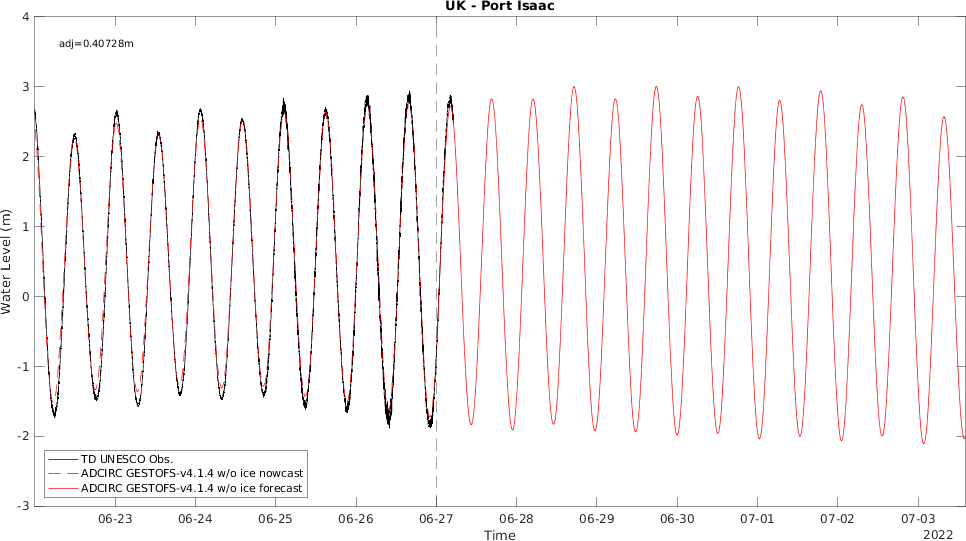 UK - Port Isaac
adj=0.40728m
4
3
2
1
0
-1
-2
-3
Water Level (m)
TD UNESCO Obs.
ADCIRC GESTOFS-v4.1.4 w/o ice nowcast
ADCIRC GESTOFS-v4.1.4 w/o ice forecast
06-23 06-24 06-25 06-26 06-27 06-28 06-29 06-30 07-01 07-02 07-03
Time
2022